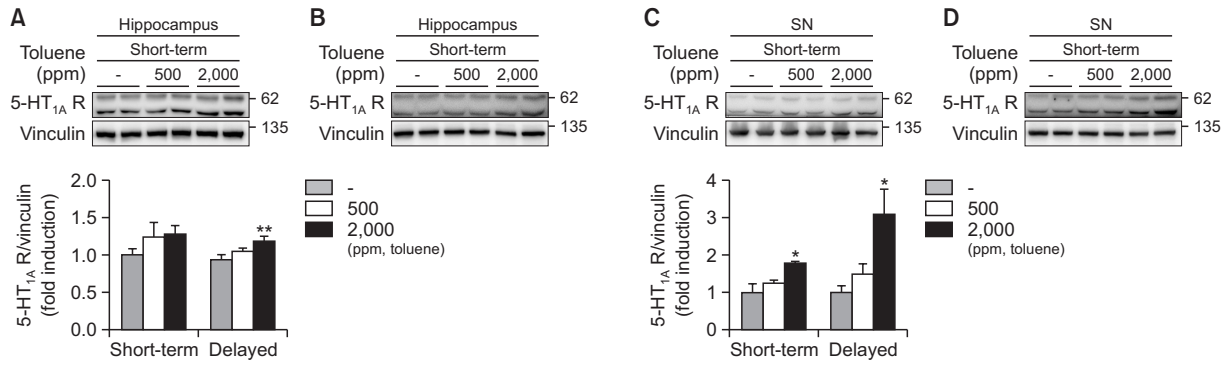 A
Hippocampus
Short-term
Toluene
(ppm)
- 500 2,000
5-HT1A R
62
Vinculin
135
B
Hippocampus
Short-term
Toluene
(ppm)
- 500 2,000
5-HT1A R
62
Vinculin
135
C
SN
Short-term
Toluene
(ppm)
- 500 2,000
5-HT1A R
62
Vinculin
135
D
SN
Short-term
Toluene
(ppm)
- 500 2,000
5-HT1A R
62
Vinculin
135
5-HT1A R/vinculin
(fold induction)
2.0
1.5
1.0
0.5
0.0
**
Short-term Delayed
-
500
2,000
(ppm, toluene)
5-HT1A R/vinculin
(fold induction)
4
3
2
1
0
*
*
Short-term Delayed
-
500
2,000
(ppm, toluene)